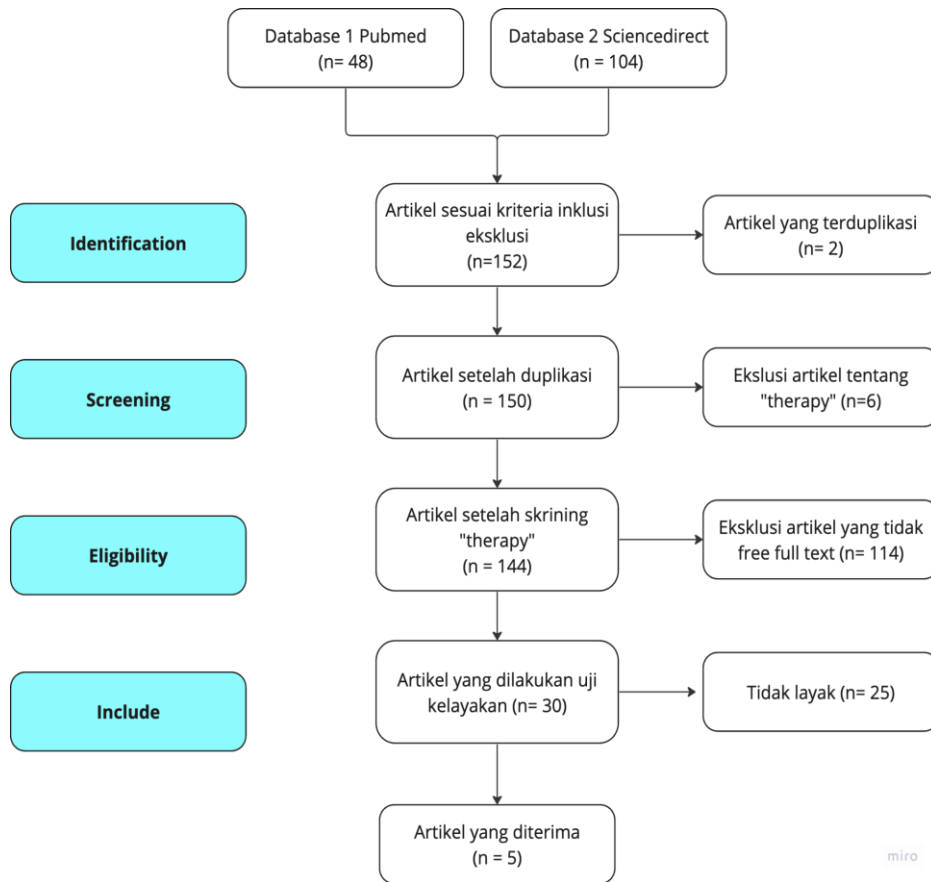 Database 1 Pubmed
(n= 48)
Database 2 Sciencedirect
(n = 104)
Identification
Artikel sesuai kriteria inklusi
eksklusi
(n=152)
Artikel yang terduplikasi
(n= 2)
Screening
Artikel setelah duplikasi
(n = 150)
Ekslusi artikel tentang
"therapy" (n=6)
Eligibility
Artikel setelah skrining
"therapy"
(n = 144)
Eksklusi artikel yang tidak
free full text (n= 114)
Include
Artikel yang dilakukan uji
kelayakan (n= 30)
Tidak layak (n= 25)
Artikel yang diterima
(n = 5)
miro